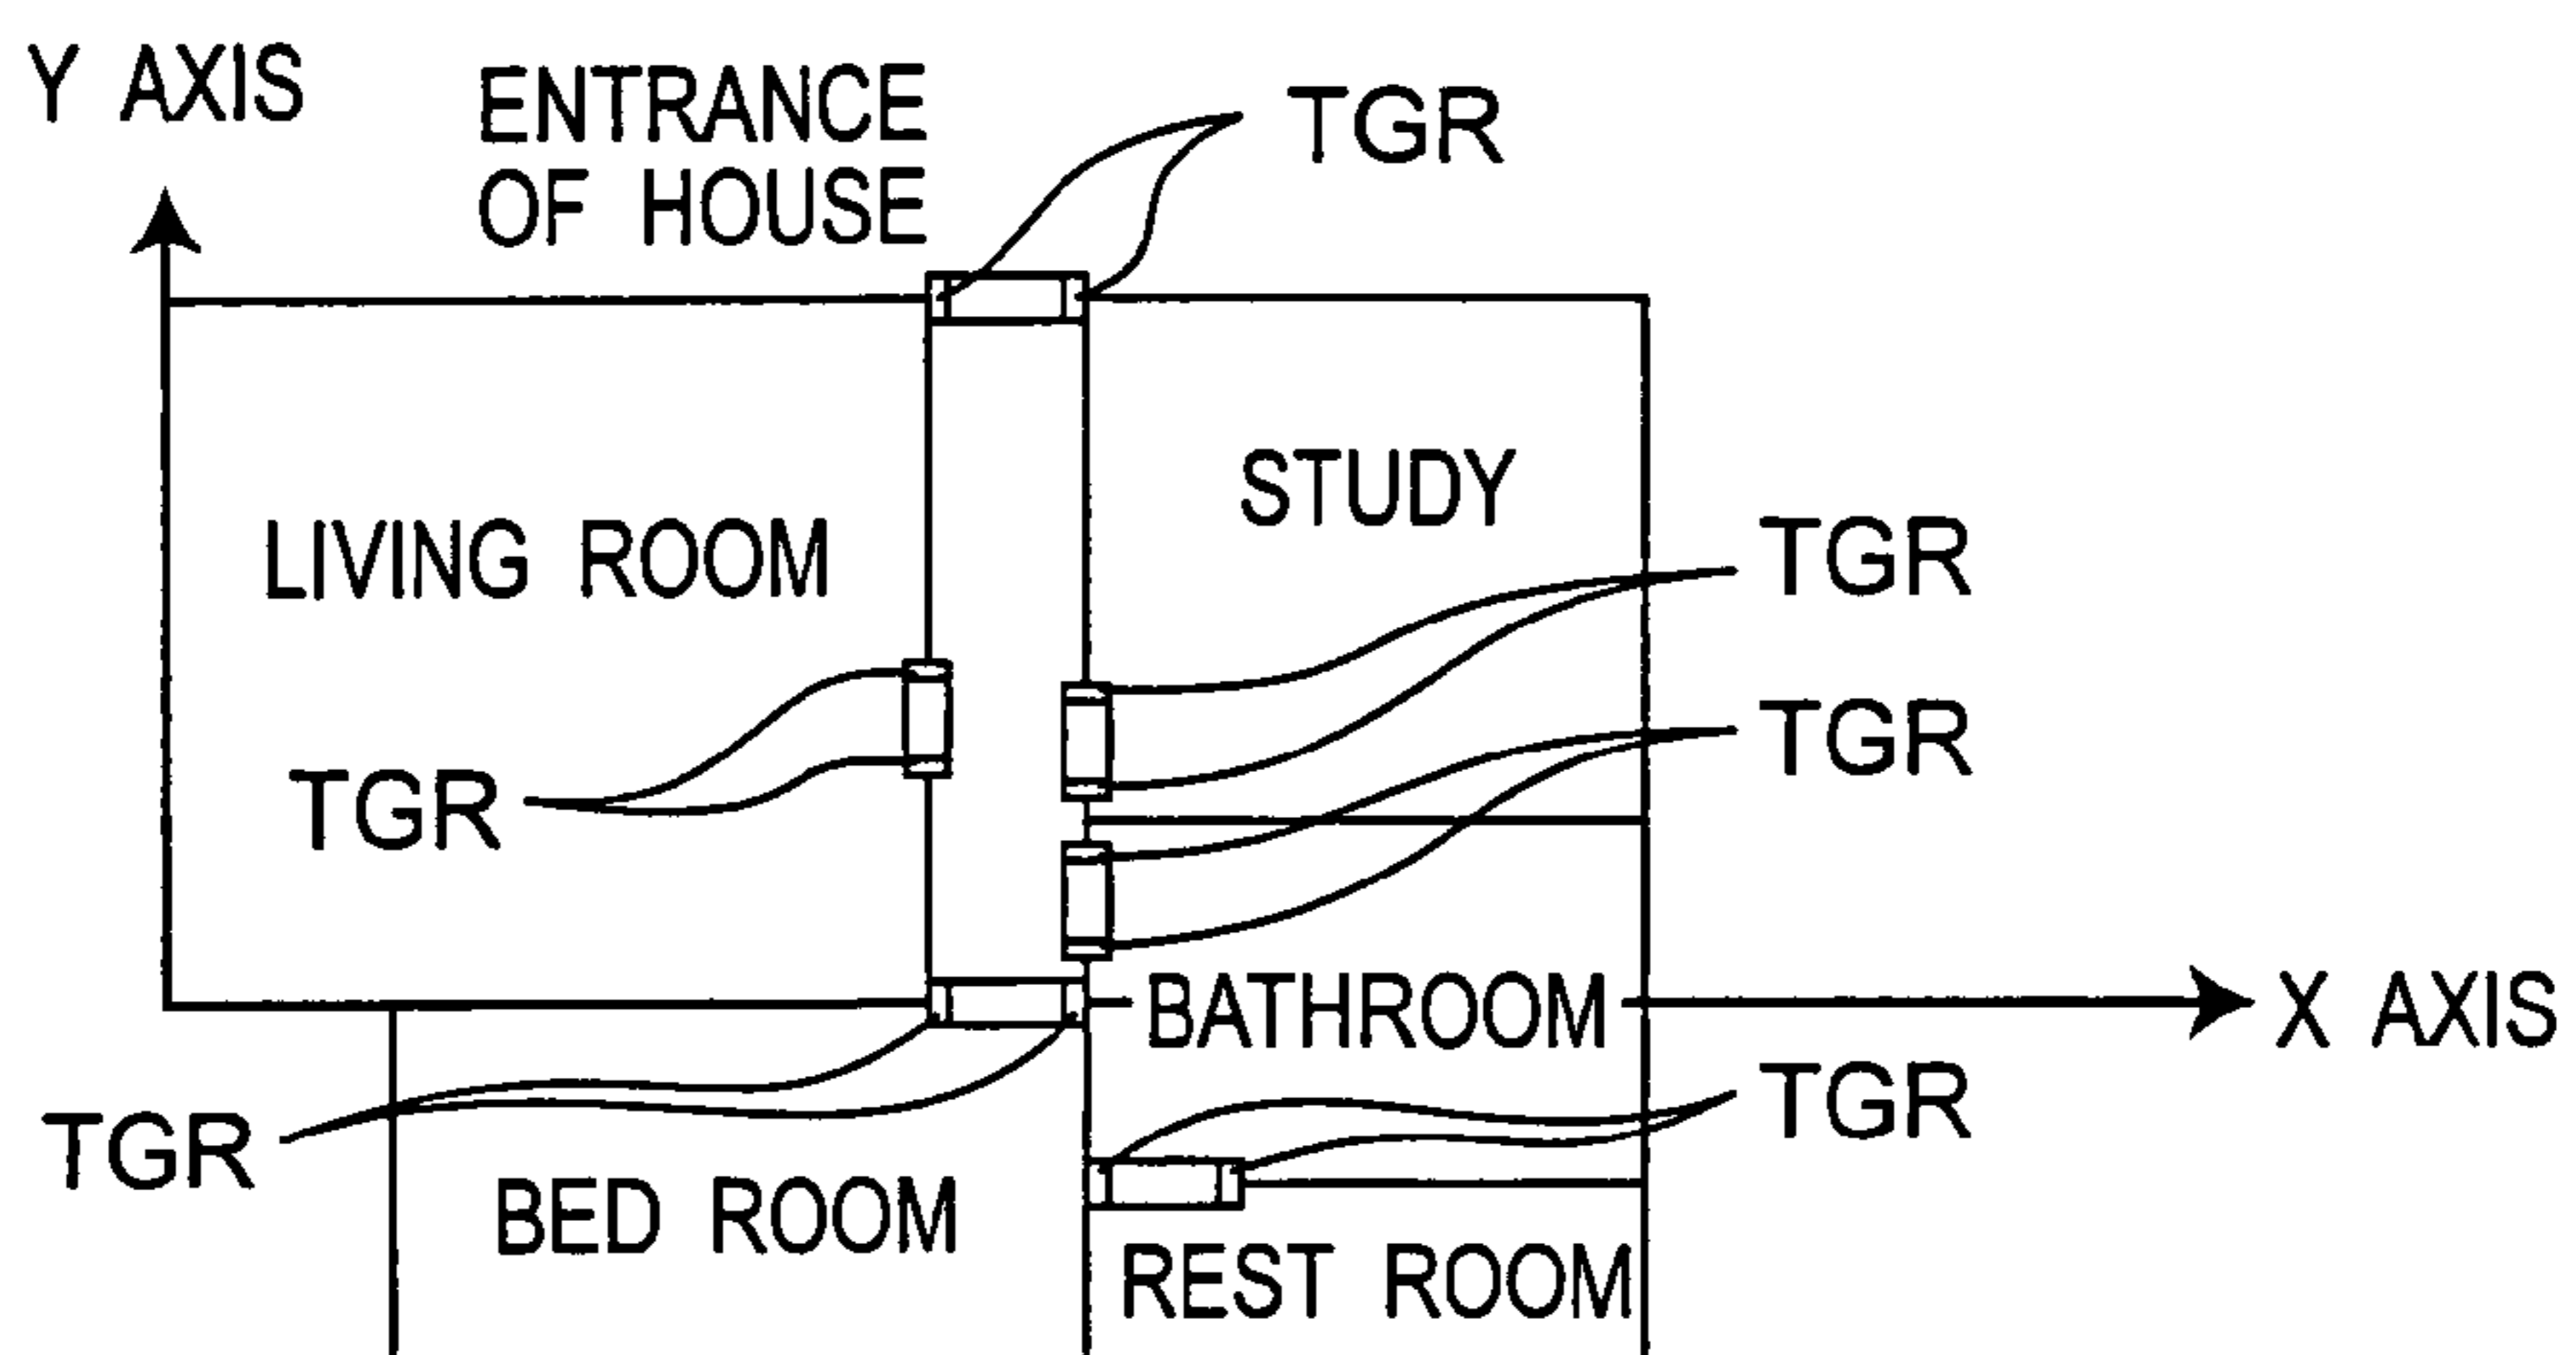 Y AXIS
ENTRANCE
OF HOUSE
TGR
STUDY
LIVING ROOM
TGR
TGR
TGR
BATHROOM
X AXIS
TGR
TGR
BED ROOM
REST ROOM